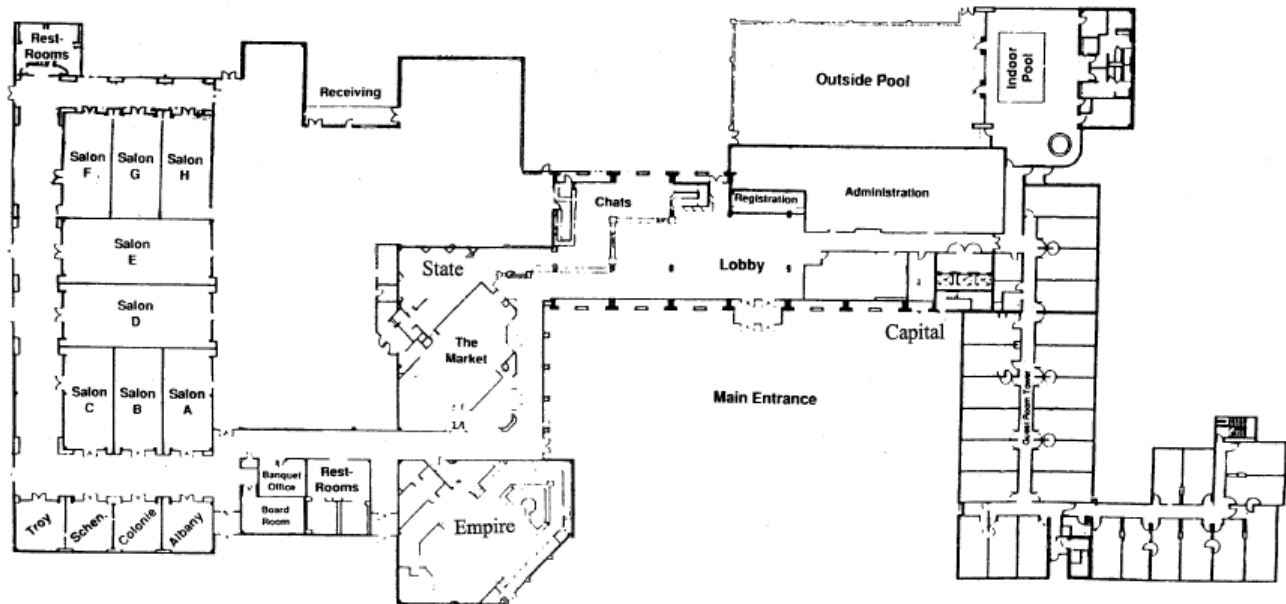 Rest-
Rooms
Receiving
Outside Pool
Indoor
Pool
Salon
F
Salon
G
Salon
H
Chats
Registration
Administration
Salon
E
State
Lobby
Salon
D
The
Market
Capital
Salon
C
Salon
B
Salon
A
Main Entrance
Guest Room Tower
Banquet
Office
Rest-
Rooms
Board
Room
Empire
Troy
Schen.
Colonie
Albany